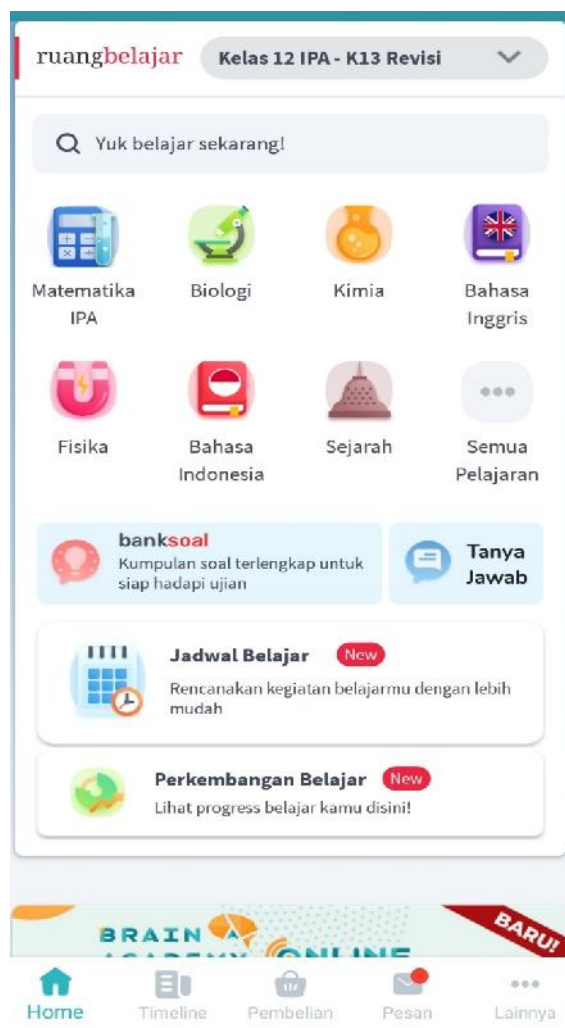 ruangbelajar
Kelas 12 IPA - K13 Revisi
Yuk belajar sekarang!
Matematika
IPA
Biologi
Kimia
Bahasa
Inggris
Fisika
Bahasa
Indonesia
Sejarah
Semua
Pelajaran
banksoal
Kumpulan soal terlengkap untuk
siap hadapi ujian
Tanya
Jawab
Jadwal Belajar New
Rencanakan kegiatan belajarmu dengan lebih
mudah
Perkembangan Belajar New
Lihat progress belajar kamu disini!
BRAIN
ACADEMY ONLINE
BARU!
Home
Timeline
Pembelian
Pesan
Lainnya